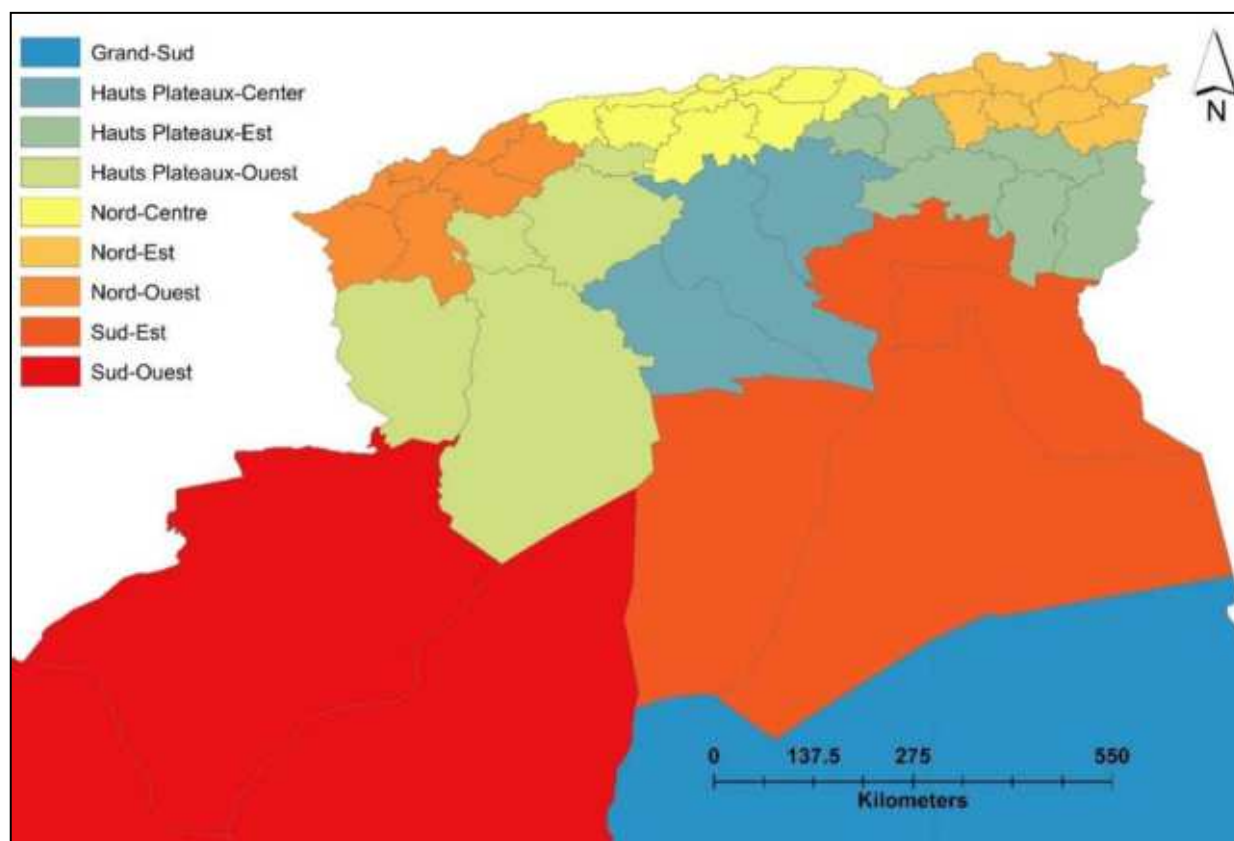 Grand-Sud
Hauts Plateaux-Center
Hauts Plateaux-Est
Hauts Plateaux-Ouest
Nord-Centre
Nord-Est
Nord-Ouest
Sud-Est
Sud-Ouest
N
0 137.5 275 550
Kilometers